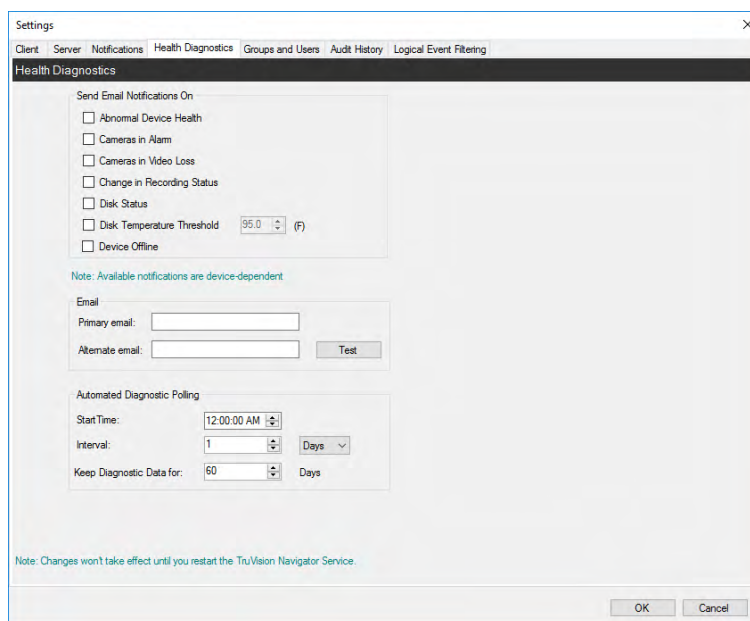 Settings
Client Server Notifications Health Diagnostics Groups and Users Audit History Logical Event Filtering
Health Diagnostics
Send Email Notifications On
Abnormal Device Health
Cameras in Alarm
Cameras in Video Loss
Change in Recording Status
Disk Status
Disk Temperature Threshold 95.0 (F)
Device Offline
Note: Available notifications are device-dependent
Email
Primary email:
Alternate email: Test
Automated Diagnostic Polling
Start Time: 12:00:00 AM
Interval: 1 Days
Keep Diagnostic Data for: 60 Days
Note: Changes won't take effect until you restart the TruVision Navigator Service.
OK Cancel